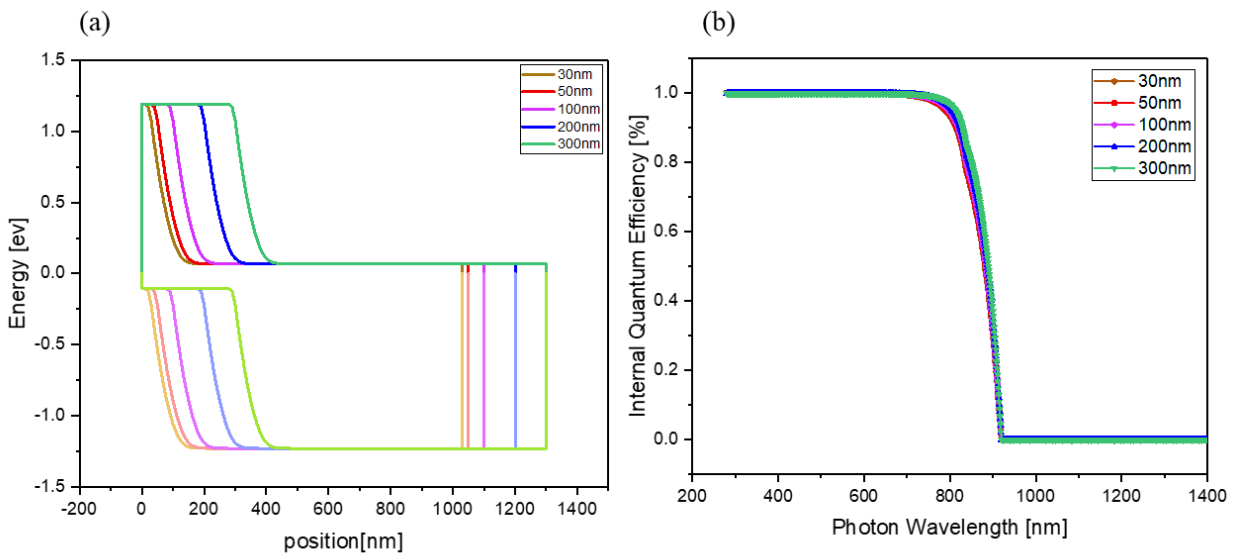 (a)
(b)
1.5
1.0
0.5
0.0
-0.5
-1.0
-1.5
Energy [ev]
30nm
50nm
100nm
200nm
300nm
-200 0 200 400 600 800 1000 1200 1400
position[nm]
1.0
0.8
0.6
0.4
0.2
0.0
Internal Quantum Efficiency [%]
30nm
50nm
100nm
200nm
300nm
200 400 600 800 1000 1200 1400
Photon Wavelength [nm]